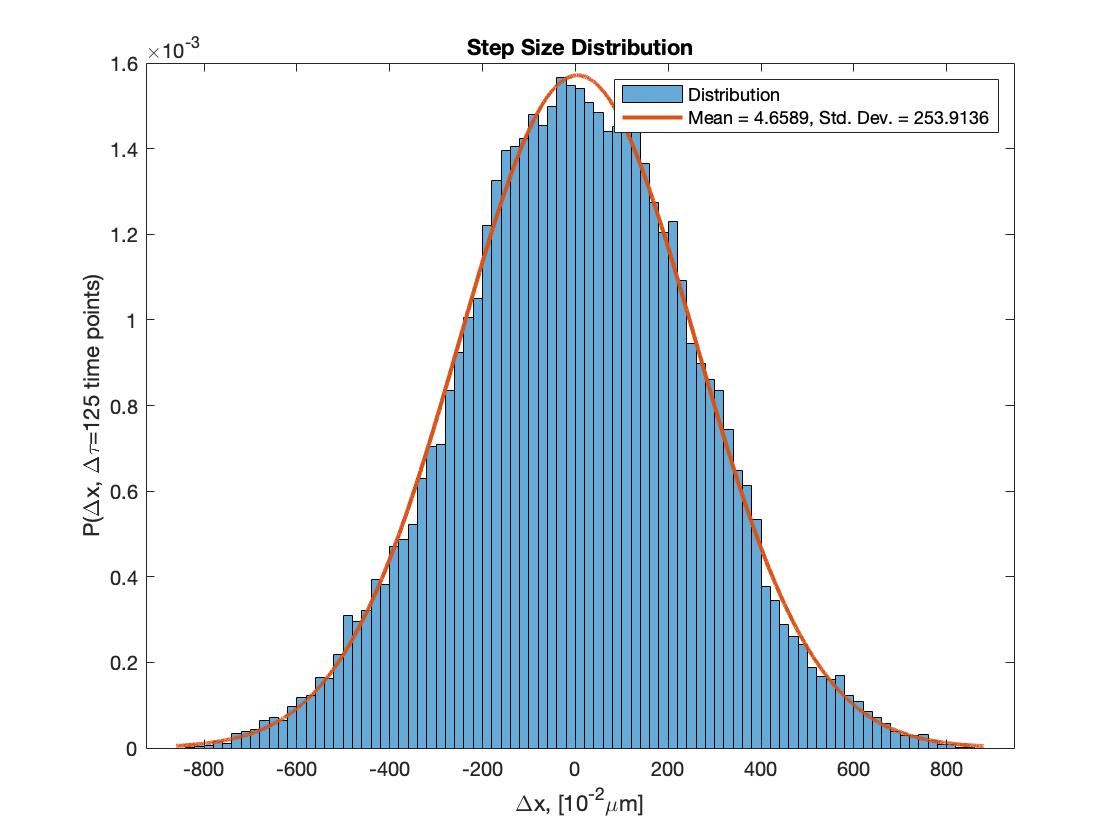 Step Size Distribution
×10⁻³
Distribution
Mean = 4.6589, Std. Dev. = 253.9136
P(Δx, Δτ=125 time points)
1.6
1.4
1.2
1
0.8
0.6
0.4
0.2
0
-800 -600 -400 -200 0 200 400 600 800
Δx, [10⁻²μm]